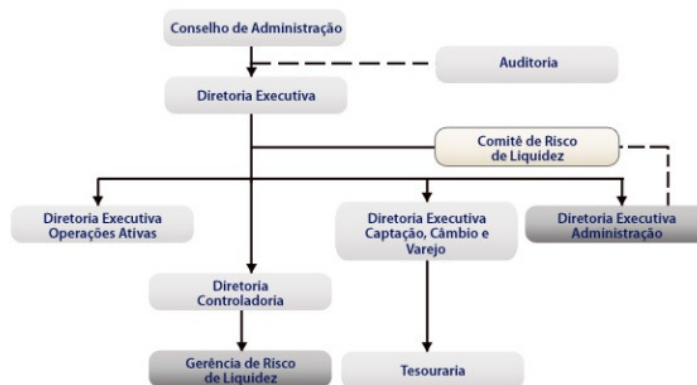 Conselho de Administração
Auditoria
Diretoria Executiva
Comitê de Risco
de Liquidez
Diretoria Executiva
Operações Ativas
Diretoria Executiva
Captação, Câmbio e
Varejo
Diretoria Executiva
Administração
Diretoria
Controladoria
Gerência de Risco
de Liquidez
Tesouraria